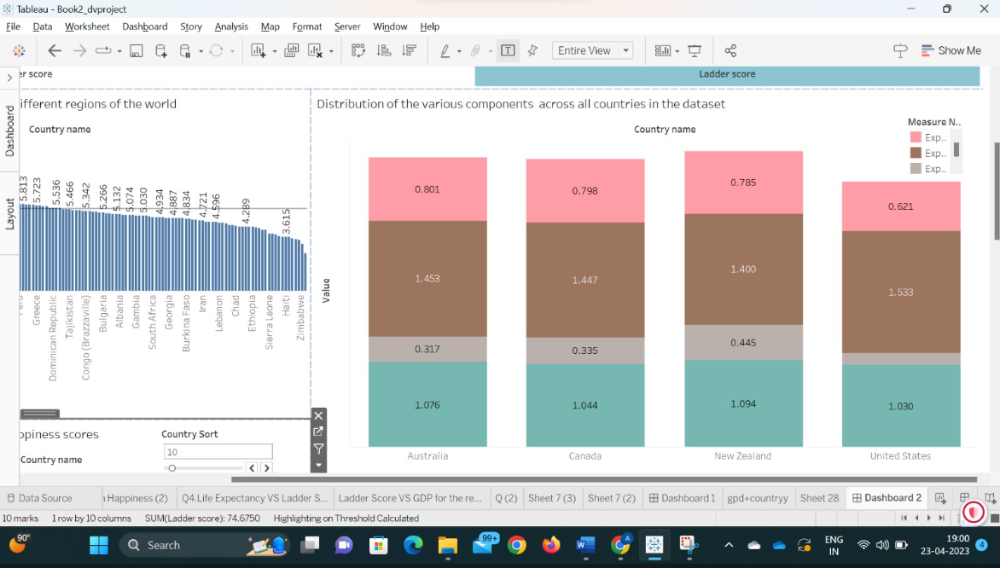 Tableau - Book2_dvproject
File Data Worksheet Dashboard Story Analysis Map Format Server Window Help
Entire View
Show Me
er score
Ladder score
Dashboard
Layout
ifferent regions of the world
Country name
5.813 5.723 5.536 5.466 5.342 5.266 5.132 5.074 5.030 4.934 4.887 4.834 4.721 4.596 4.289 3.615
Greece Dominican Republic Tajikistan Congo (Brazzaville) Bulgaria Albania Gambia South Africa Georgia Burkina Faso Iran Lebanon Chad Ethiopia Sierra Leone Haiti Zimbabwe
Distribution of the various components across all countries in the dataset
Country name
Measure N..
Exp..
Exp..
Exp..
Value
0.801 0.798 0.785 0.621
1.453 1.447 1.400 1.533
0.317 0.335 0.445
1.076 1.044 1.094 1.030
Australia Canada New Zealand United States
ppiness scores
Country Sort
10
Country name
Data Source Happiness (2) Q4.Life Expectancy VS Ladder S... Ladder Score VS GDP for the re... Q (2) Sheet 7 (3) Sheet 7 (2) Dashboard 1 gpd+countryy Sheet 28 Dashboard 2
10 marks 1 row by 10 columns SUM(Ladder score): 74.6750 Highlighting on Threshold Calculated
90°
Search
99+
A
ENG
IN
19:00
23-04-2023
4